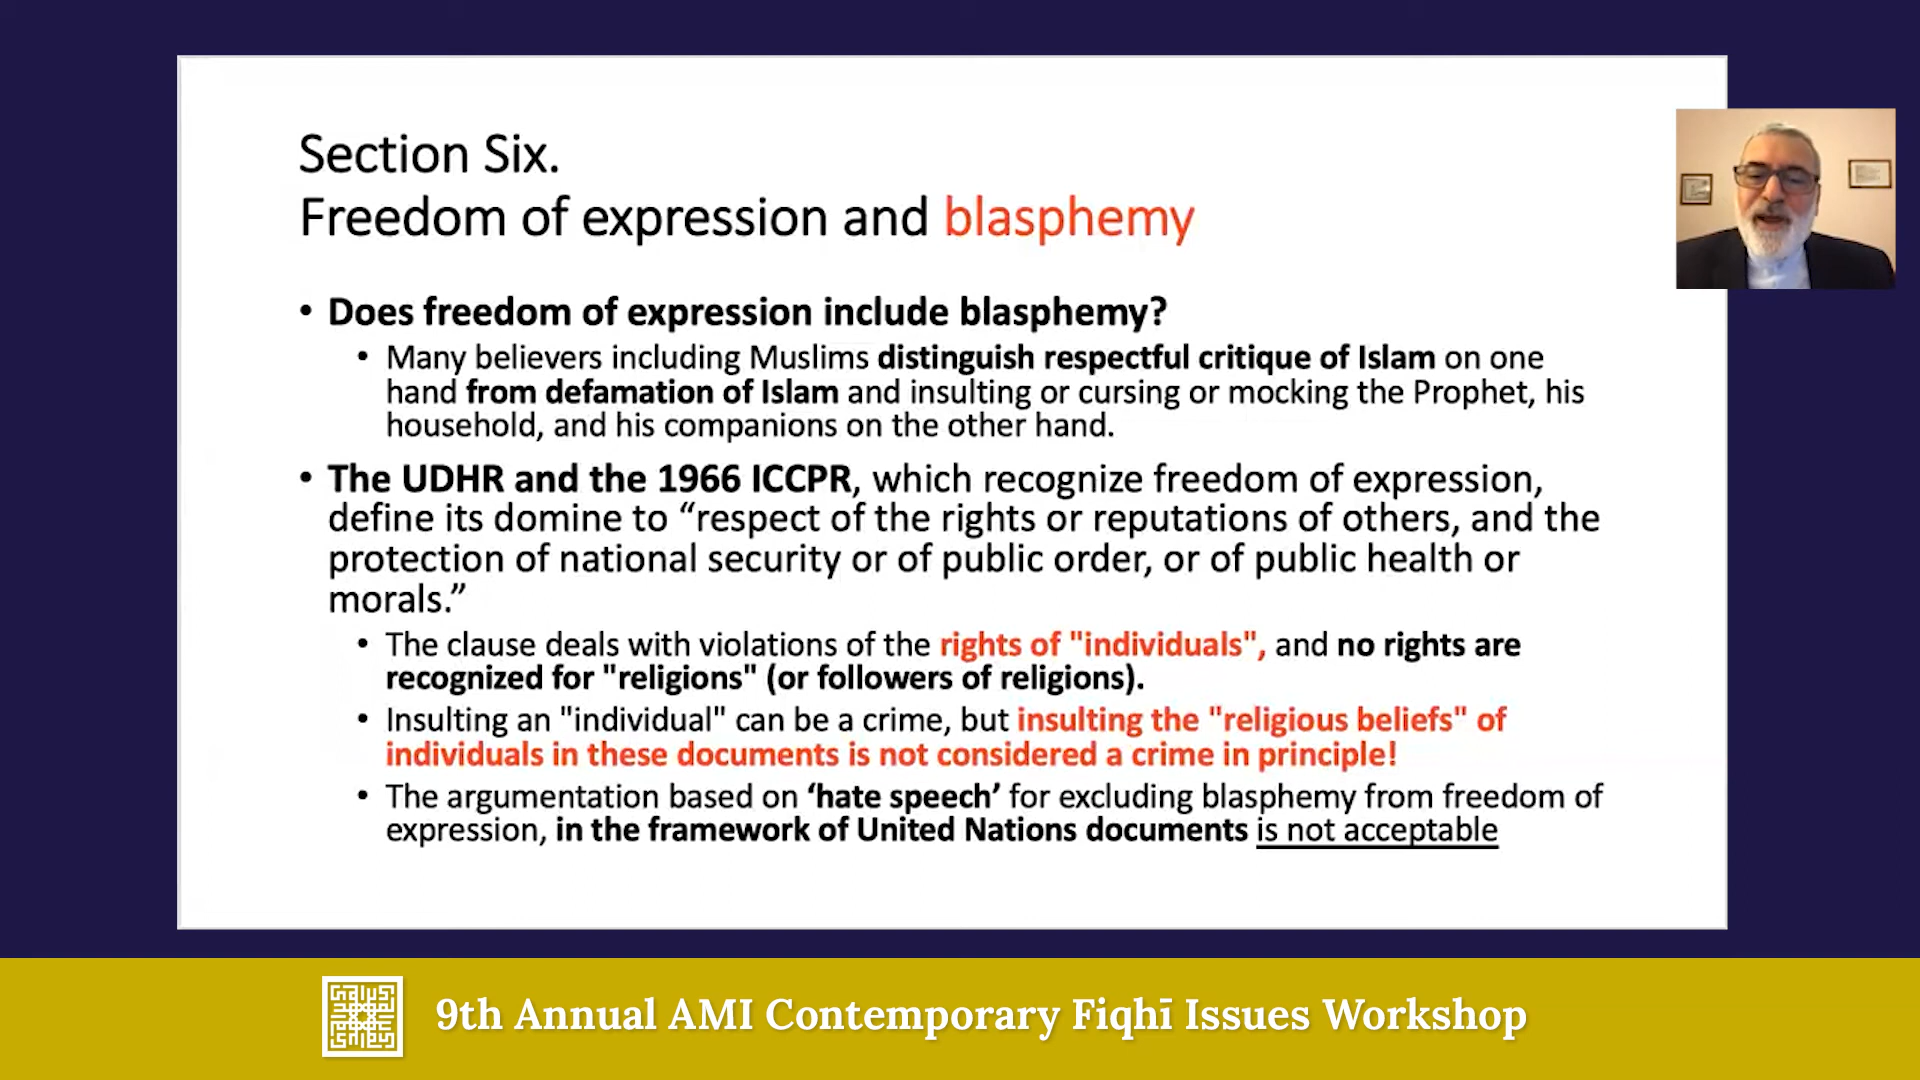 Section Six.
Freedom of expression and blasphemy
• Does freedom of expression include blasphemy?
• Many believers including Muslims distinguish respectful critique of Islam on one
hand from defamation of Islam and insulting or cursing or mocking the Prophet, his
household, and his companions on the other hand.
• The UDHR and the 1966 ICCPR, which recognize freedom of expression,
define its domine to “respect of the rights or reputations of others, and the
protection of national security or of public order, or of public health or
morals.”
• The clause deals with violations of the rights of "individuals", and no rights are
recognized for "religions" (or followers of religions).
• Insulting an "individual" can be a crime, but insulting the "religious beliefs" of
individuals in these documents is not considered a crime in principle!
• The argumentation based on ‘hate speech’ for excluding blasphemy from freedom of
expression, in the framework of United Nations documents is not acceptable
9th Annual AMI Contemporary Fiqhī Issues Workshop